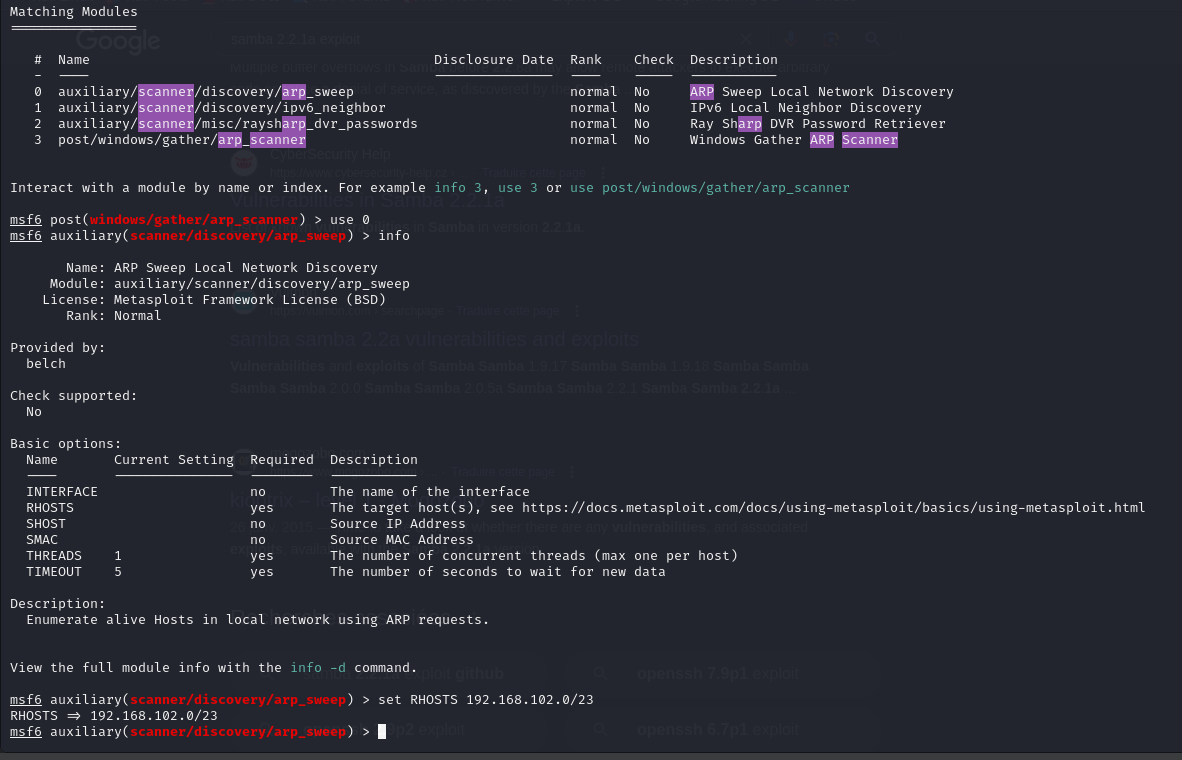 Matching Modules
================
# Name Disclosure Date Rank Check Description
- ---- --------------- ---- ----- -----------
0 auxiliary/scanner/discovery/arp_sweep normal No ARP Sweep Local Network Discovery
1 auxiliary/scanner/discovery/ipv6_neighbor normal No IPv6 Local Neighbor Discovery
2 auxiliary/scanner/misc/raysharp_dvr_passwords normal No Ray Sharp DVR Password Retriever
3 post/windows/gather/arp_scanner normal No Windows Gather ARP Scanner
Interact with a module by name or index. For example info 3, use 3 or use post/windows/gather/arp_scanner
msf6 post(windows/gather/arp_scanner) > use 0
msf6 auxiliary(scanner/discovery/arp_sweep) > info
Name: ARP Sweep Local Network Discovery
Module: auxiliary/scanner/discovery/arp_sweep
License: Metasploit Framework License (BSD)
Rank: Normal
Provided by:
belch
Check supported:
No
Basic options:
Name Current Setting Required Description
---- --------------- -------- -----------
INTERFACE no The name of the interface
RHOSTS yes The target host(s), see https://docs.metasploit.com/docs/using-metasploit/basics/using-metasploit.html
SHOST no Source IP Address
SMAC no Source MAC Address
THREADS 1 yes The number of concurrent threads (max one per host)
TIMEOUT 5 yes The number of seconds to wait for new data
Description:
Enumerate alive Hosts in local network using ARP requests.
View the full module info with the info -d command.
msf6 auxiliary(scanner/discovery/arp_sweep) > set RHOSTS 192.168.102.0/23
RHOSTS => 192.168.102.0/23
msf6 auxiliary(scanner/discovery/arp_sweep) >